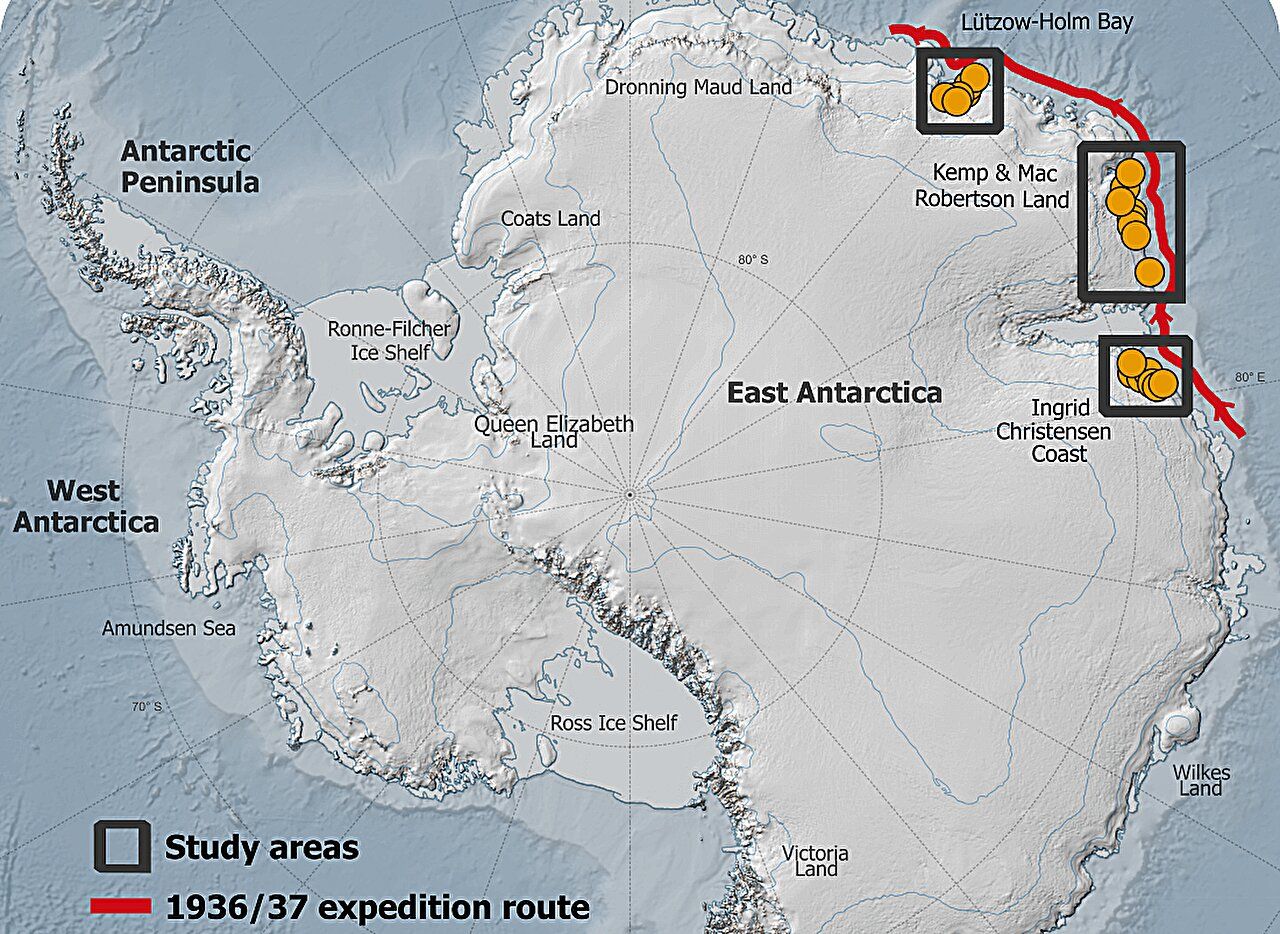 Lützow-Holm Bay
Dronning Maud Land
Antarctic
Peninsula
Kemp & Mac
Robertson Land
Coats Land
80° S
Ronne-Filcher
Ice Shelf
80° E
East Antarctica
Ingrid
Christensen
Coast
Queen Elizabeth
Land
West
Antarctica
Amundsen Sea
70° S
Ross Ice Shelf
Wilkes
Land
Victoria
Land
Study areas
1936/37 expedition route